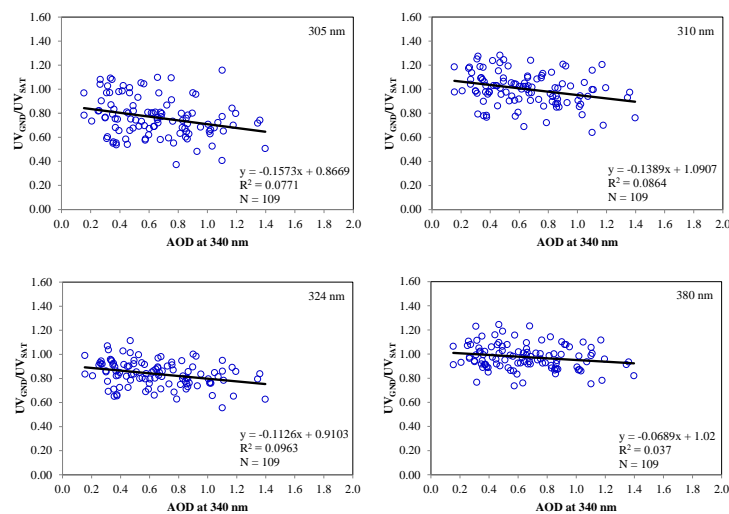 305 nm
1.60
1.40
1.20
1.00
0.80
0.60
0.40
0.20
0.00
UV_GND/UV_SAT
y = -0.1573x + 0.8669
R² = 0.0771
N = 109
0.0 0.2 0.4 0.6 0.8 1.0 1.2 1.4 1.6 1.8 2.0
AOD at 340 nm
310 nm
1.60
1.40
1.20
1.00
0.80
0.60
0.40
0.20
0.00
UV_GND/UV_SAT
y = -0.1389x + 1.0907
R² = 0.0864
N = 109
0.0 0.2 0.4 0.6 0.8 1.0 1.2 1.4 1.6 1.8 2.0
AOD at 340 nm
324 nm
1.60
1.40
1.20
1.00
0.80
0.60
0.40
0.20
0.00
UV_GND/UV_SAT
y = -0.1126x + 0.9103
R² = 0.0963
N = 109
0.0 0.2 0.4 0.6 0.8 1.0 1.2 1.4 1.6 1.8 2.0
AOD at 340 nm
380 nm
1.60
1.40
1.20
1.00
0.80
0.60
0.40
0.20
0.00
UV_GND/UV_SAT
y = -0.0689x + 1.02
R² = 0.037
N = 109
0.0 0.2 0.4 0.6 0.8 1.0 1.2 1.4 1.6 1.8 2.0
AOD at 340 nm